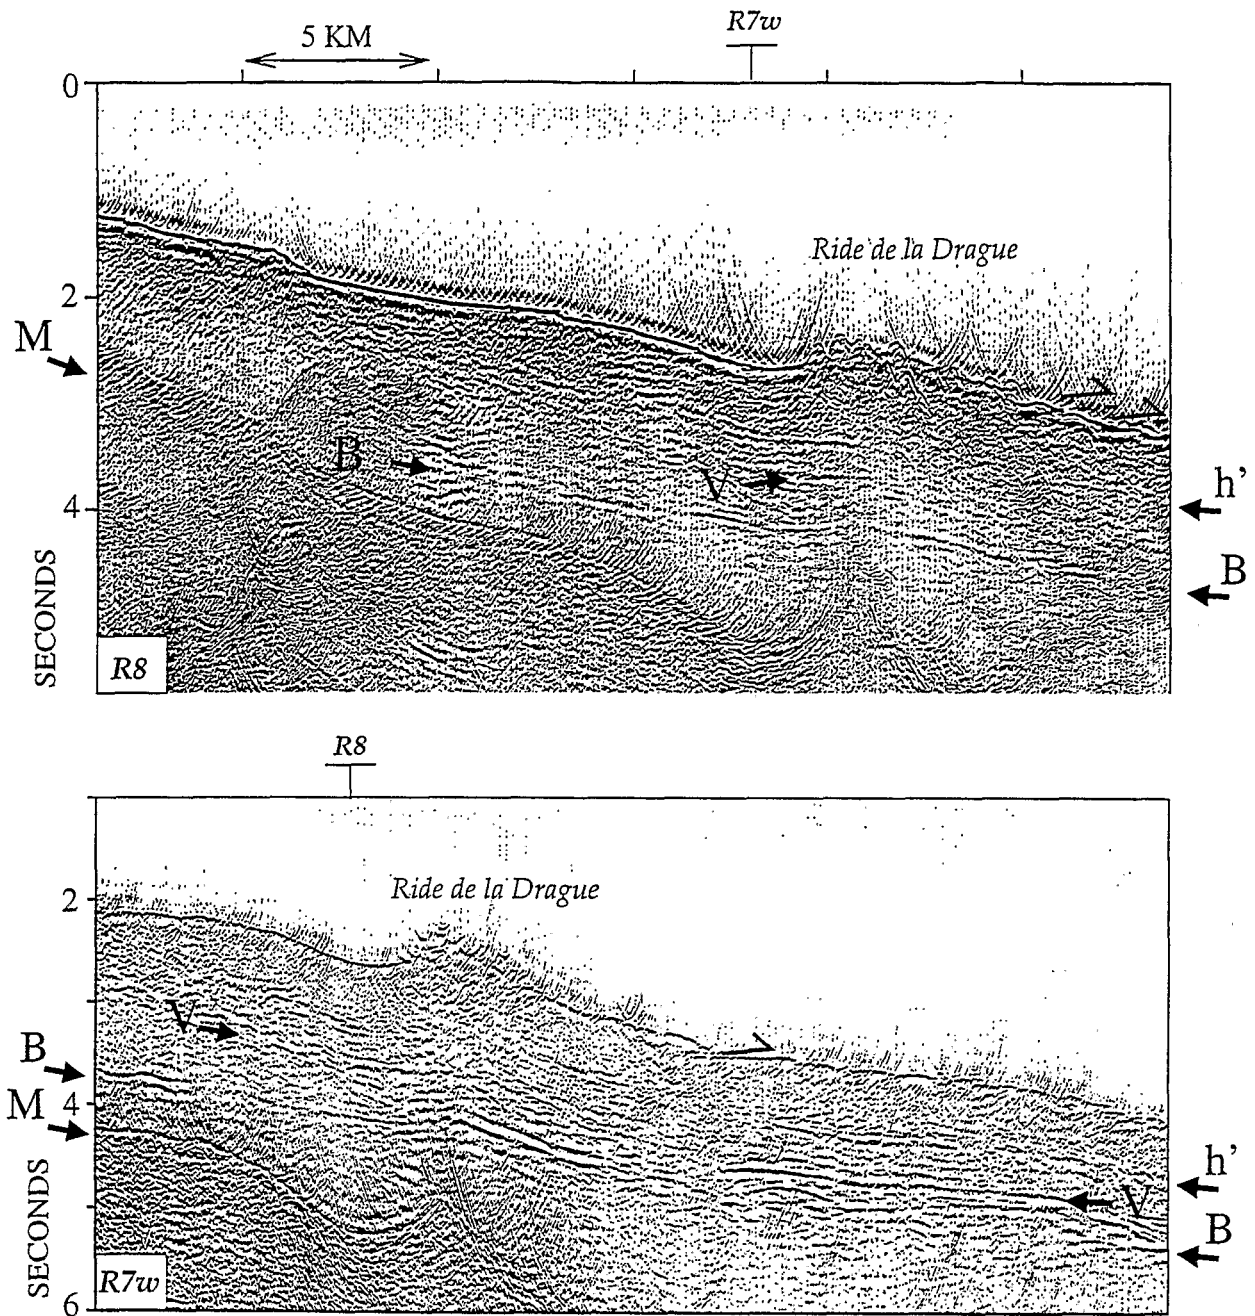 R7w
5 KM
0
Ride de la Drague
2
M
B
V
h'
4
B
SECONDS
R8
R8
2
Ride de la Drague
V
B
M
4
h'
V
B
SECONDS
R7w
6